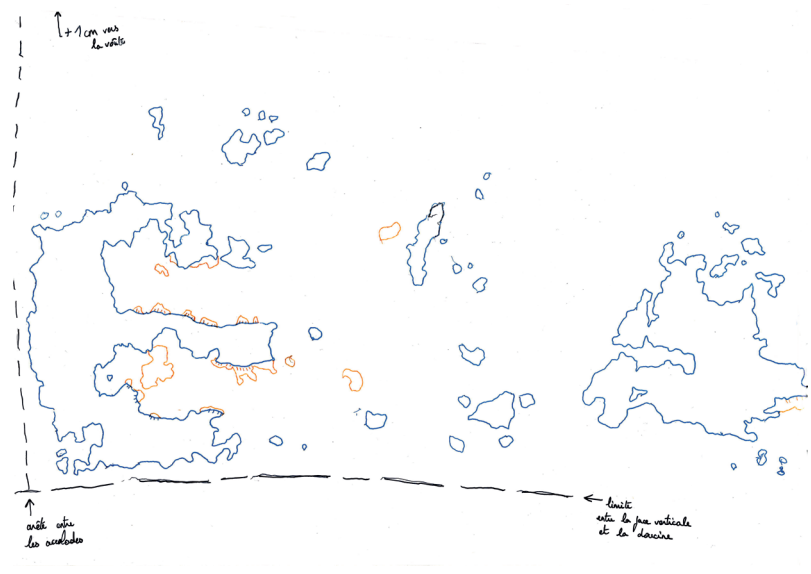 + 1 cm vers
la voûte
arête entre
les accolades
limite
entre la face verticale
et la doucine